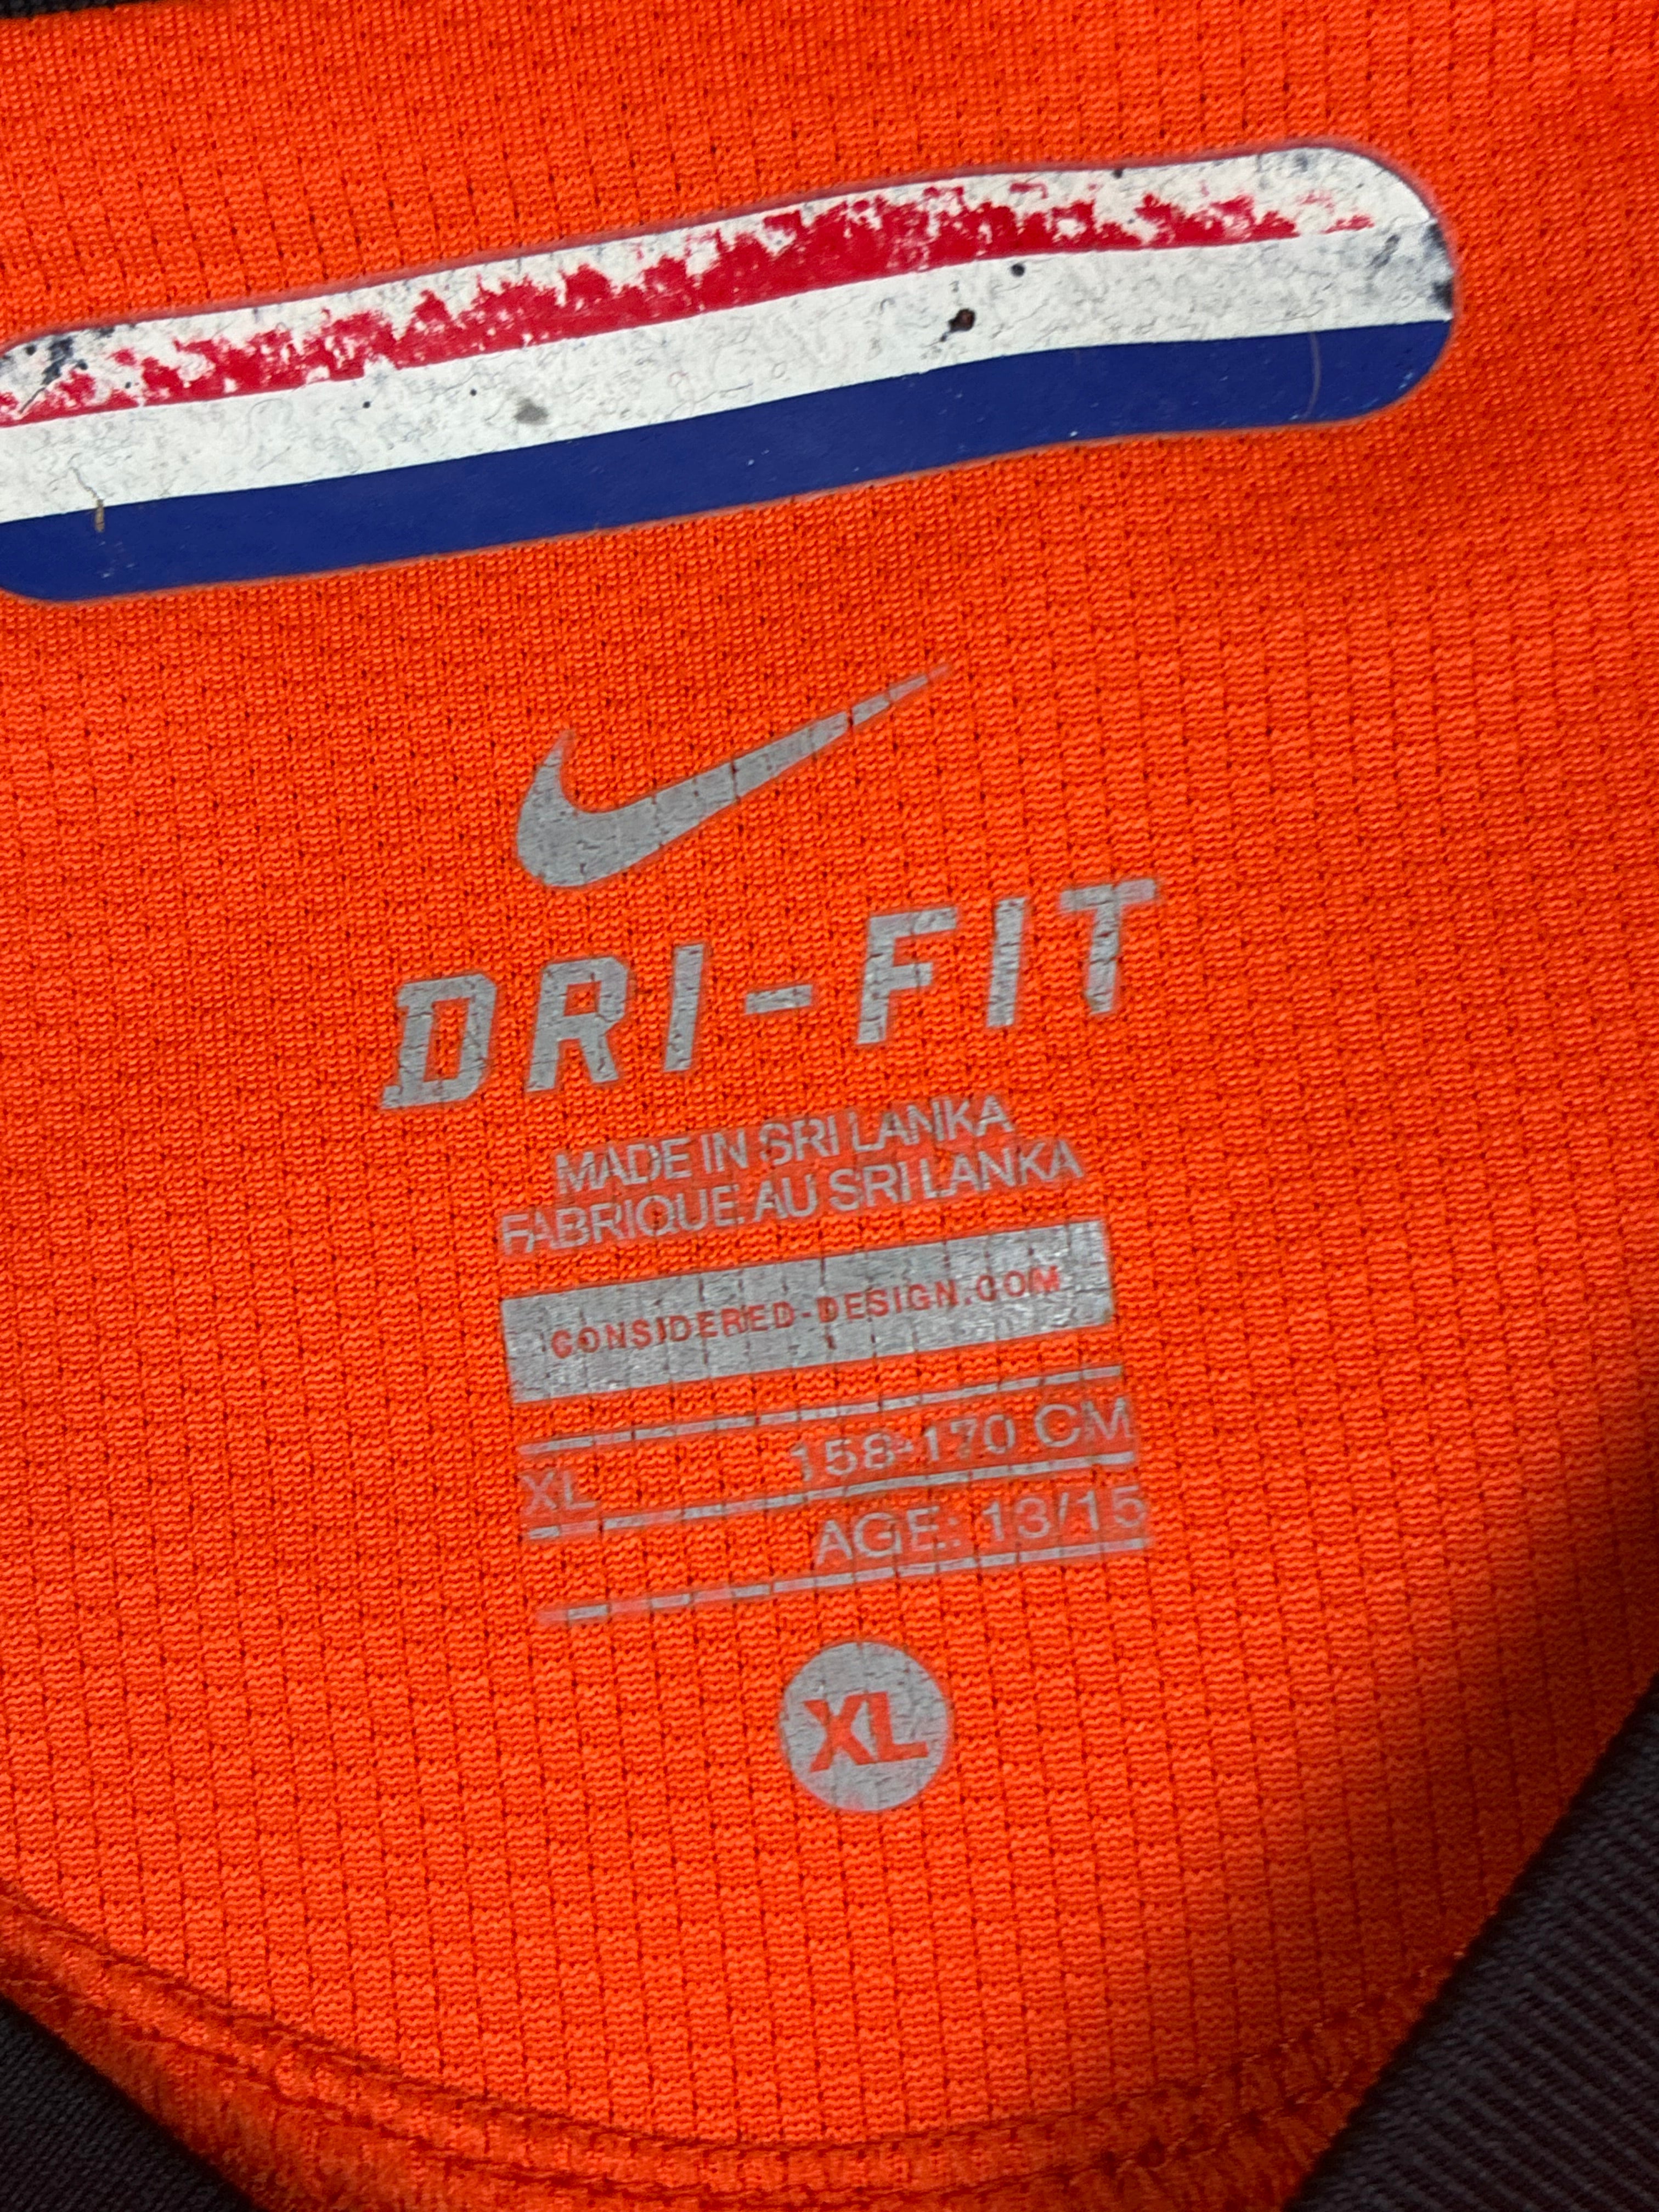 DRI-FIT
MADE IN SRI LANKA
FABRIQUE AU SRI LANKA
CONSIDERED-DESIGN.COM
XL 158-170 CM
AGE: 13/15
XL